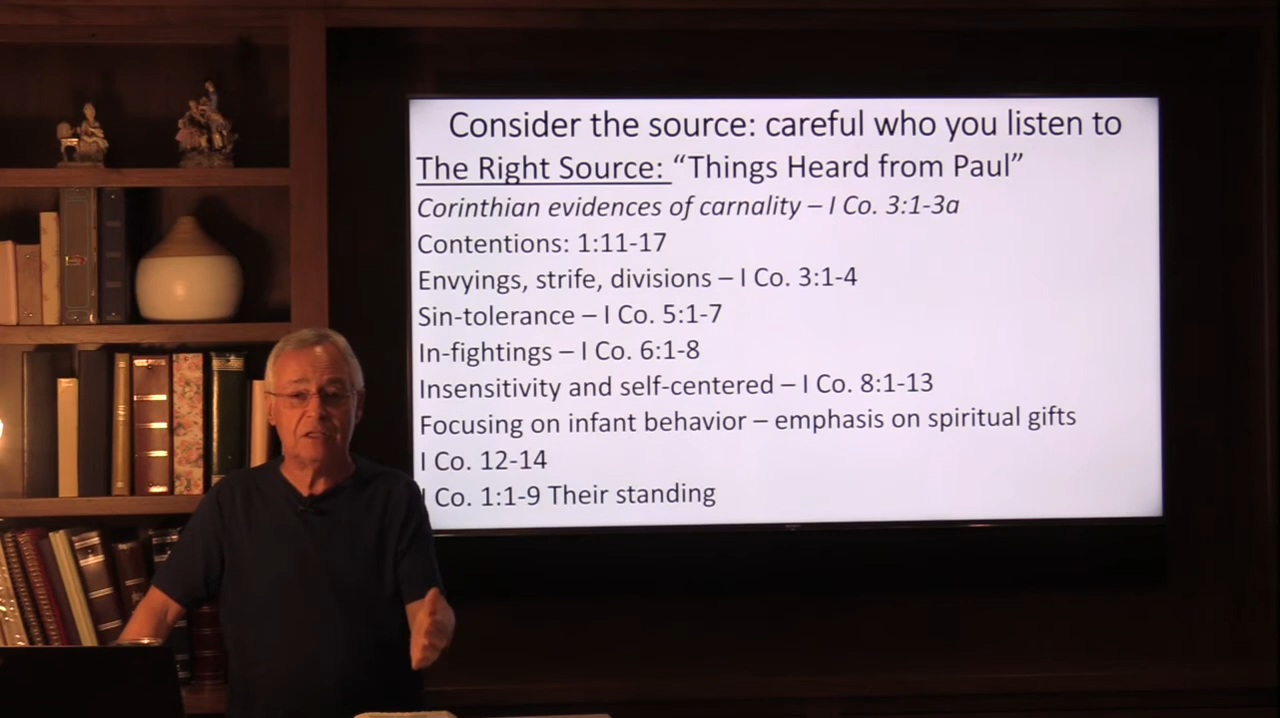 Consider the source: careful who you listen to
The Right Source: “Things Heard from Paul”
Corinthian evidences of carnality – I Co. 3:1-3a
Contentions: 1:11-17
Envyings, strife, divisions – I Co. 3:1-4
Sin-tolerance – I Co. 5:1-7
In-fightings – I Co. 6:1-8
Insensitivity and self-centered – I Co. 8:1-13
Focusing on infant behavior – emphasis on spiritual gifts
I Co. 12-14
I Co. 1:1-9 Their standing